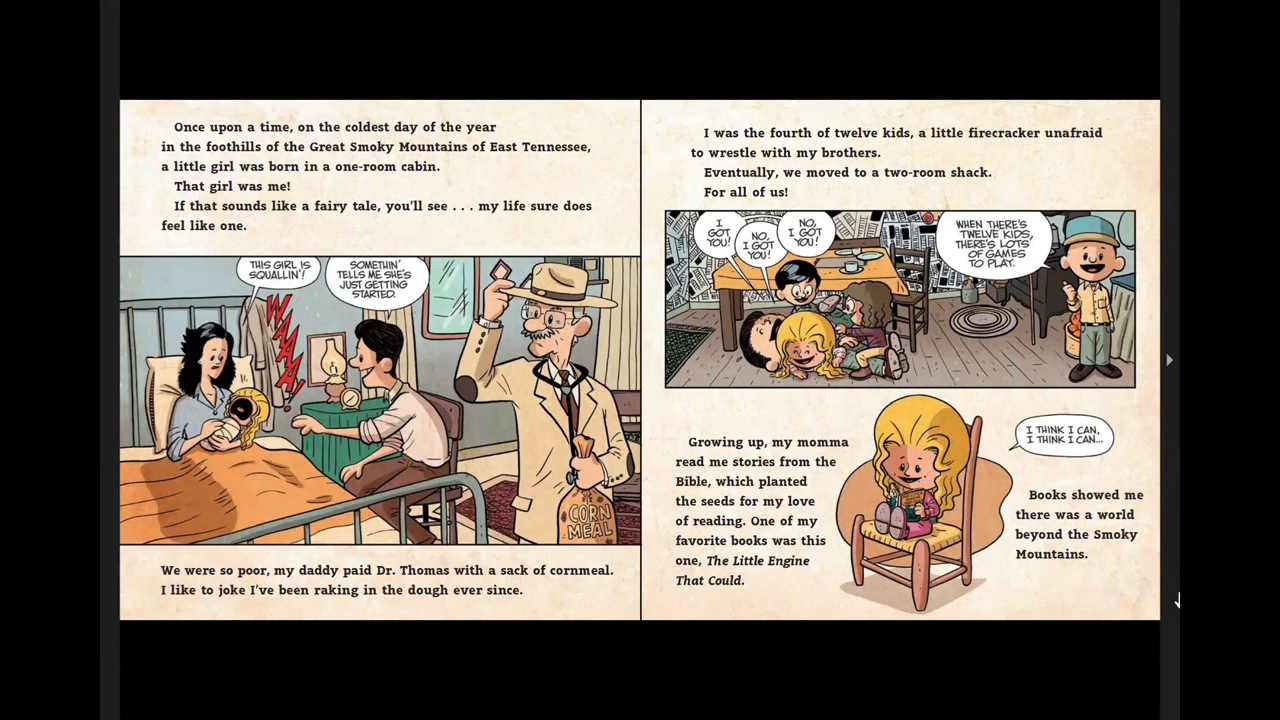 Once upon a time, on the coldest day of the year
in the foothills of the Great Smoky Mountains of East Tennessee,
a little girl was born in a one-room cabin.
That girl was me!
If that sounds like a fairy tale, you'll see . . . my life sure does
feel like one.
THIS GIRL IS
SQUALLIN'!
SOMETHIN'
TELLS ME SHE'S
JUST GETTING
STARTED.
WAAAA!
CORN
MEAL
We were so poor, my daddy paid Dr. Thomas with a sack of cornmeal.
I like to joke I've been raking in the dough ever since.
I was the fourth of twelve kids, a little firecracker unafraid
to wrestle with my brothers.
Eventually, we moved to a two-room shack.
For all of us!
I
GOT
YOU!
NO,
I GOT
YOU!
NO,
I GOT
YOU!
WHEN THERE'S
TWELVE KIDS,
THERE'S LOTS
OF GAMES
TO PLAY.
Growing up, my momma
read me stories from the
Bible, which planted
the seeds for my love
of reading. One of my
favorite books was this
one, The Little Engine
That Could.
I THINK I CAN,
I THINK I CAN...
Books showed me
there was a world
beyond the Smoky
Mountains.